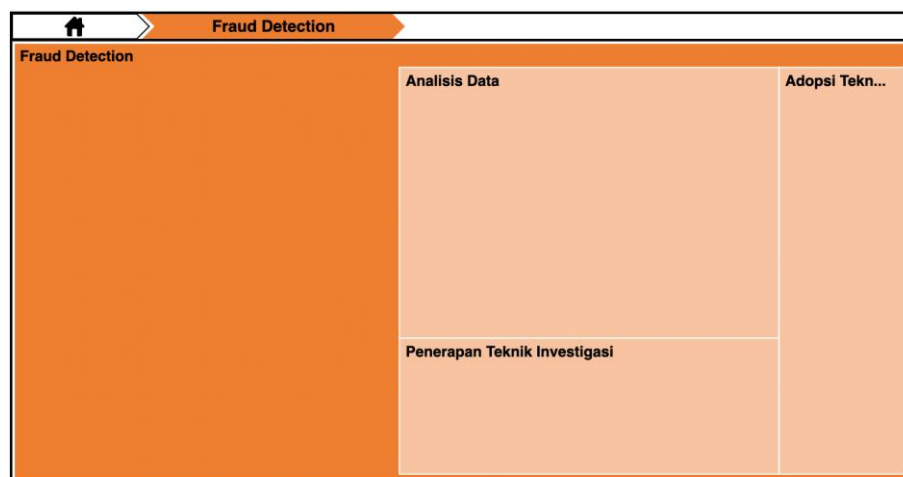 Fraud Detection
Fraud Detection
Analisis Data
Adopsi Tekn...
Penerapan Teknik Investigasi